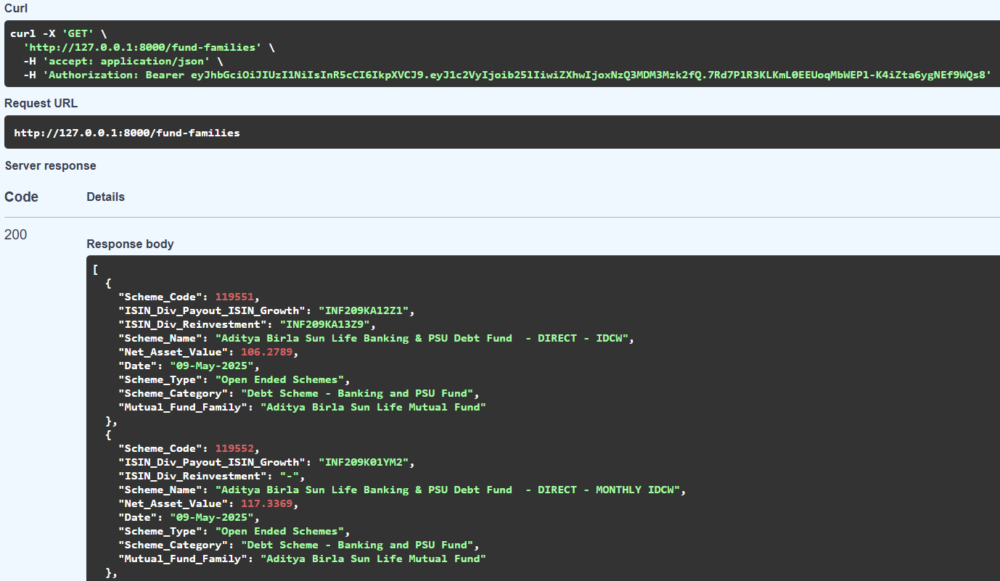 Curl
curl -X 'GET' \
'http://127.0.0.1:8000/fund-families' \
-H 'accept: application/json' \
-H 'Authorization: Bearer eyJhbGciOiJIUzI1NiIsInR5cCI6IkpXVCJ9.eyJ1c2VyIjoib25lIiwiZXhwIjoxNzQ3MDM3Mzk2fQ.7Rd7PlR3KLKmL0EEUoqMbWEPl-K4iZta6ygNEf9WQs8'
Request URL
http://127.0.0.1:8000/fund-families
Server response
Code Details
200
Response body
[
{
"Scheme_Code": 119551,
"ISIN_Div_Payout_ISIN_Growth": "INF209KA12Z1",
"ISIN_Div_Reinvestment": "INF209KA13Z9",
"Scheme_Name": "Aditya Birla Sun Life Banking & PSU Debt Fund  - DIRECT - IDCW",
"Net_Asset_Value": 106.2789,
"Date": "09-May-2025",
"Scheme_Type": "Open Ended Schemes",
"Scheme_Category": "Debt Scheme - Banking and PSU Fund",
"Mutual_Fund_Family": "Aditya Birla Sun Life Mutual Fund"
},
{
"Scheme_Code": 119552,
"ISIN_Div_Payout_ISIN_Growth": "INF209K01YM2",
"ISIN_Div_Reinvestment": "-",
"Scheme_Name": "Aditya Birla Sun Life Banking & PSU Debt Fund  - DIRECT - MONTHLY IDCW",
"Net_Asset_Value": 117.3369,
"Date": "09-May-2025",
"Scheme_Type": "Open Ended Schemes",
"Scheme_Category": "Debt Scheme - Banking and PSU Fund",
"Mutual_Fund_Family": "Aditya Birla Sun Life Mutual Fund"
},